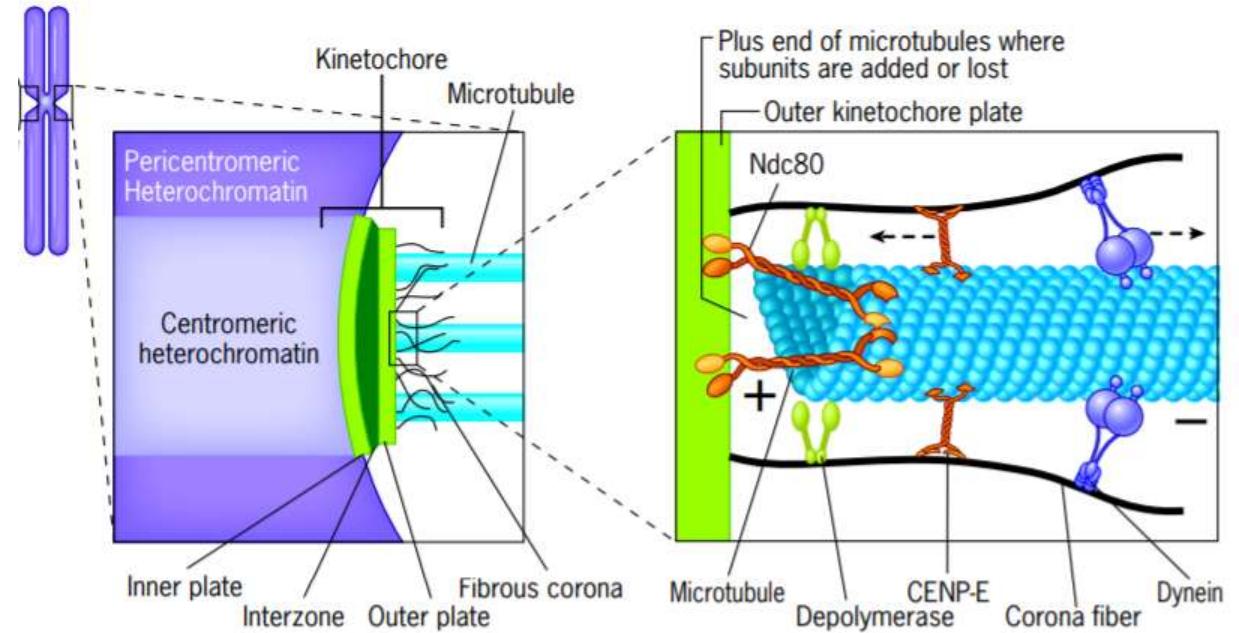 Kinetochore
Microtubule
Pericentromeric
Heterochromatin
Centromeric
heterochromatin
Inner plate
Interzone
Outer plate
Fibrous corona
Plus end of microtubules where
subunits are added or lost
Outer kinetochore plate
Ndc80
+
−
Microtubule
Depolymerase
CENP-E
Corona fiber
Dynein